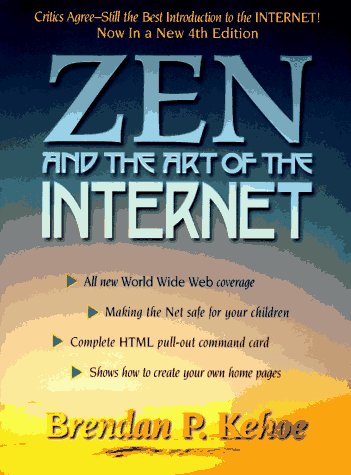 Critics Agree–Still the Best Introduction to the INTERNET!
Now In a New 4th Edition
ZEN
AND THE ART OF THE
INTERNET
All new World Wide Web coverage
Making the Net safe for your children
Complete HTML pull-out command card
Shows how to create your own home pages
Brendan P. Kehoe